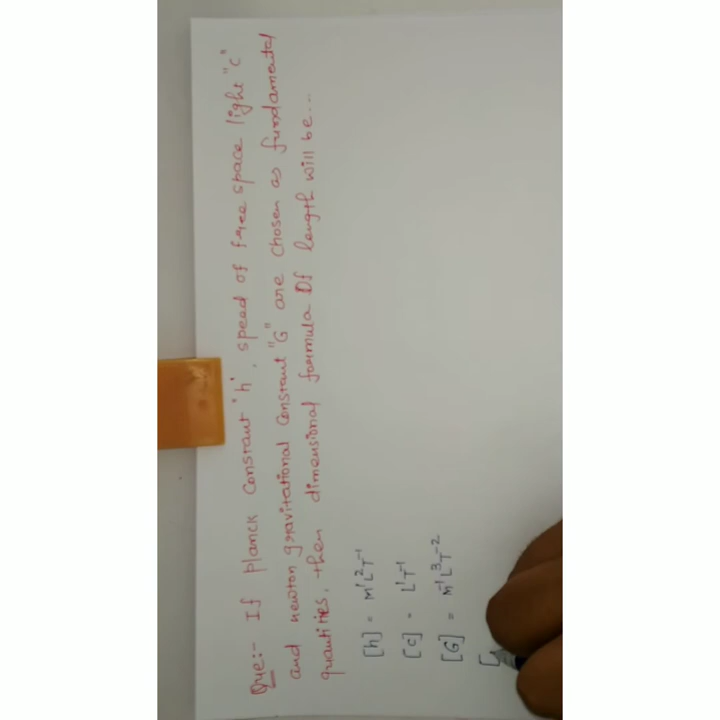 Que:- If planck constant 'h', speed of free space light "c"
and newton gravitational constant "G" are chosen as fundamental
quantities, then dimensional formula Of length will be...
[h] = M¹L²T⁻¹
[C] = L¹T⁻¹
[G] = M⁻¹L³T⁻²
[